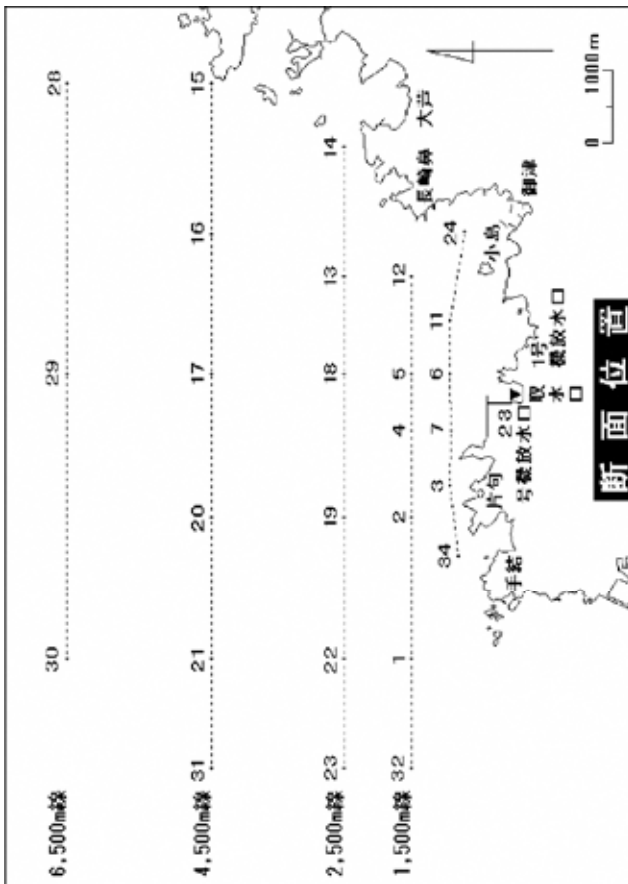 6,500m線 30 29 28
4,500m線 31 21 20 17 16 15
2,500m線 23 22 19 18 13 14
1,500m線 32 1 2 4 5 12
大芦
長崎鼻
34 3 7 6 11 24
小島
片句
手結
23
号機放水口
御津
1号
機放水口
取
水
口
0 1000m
断面位置